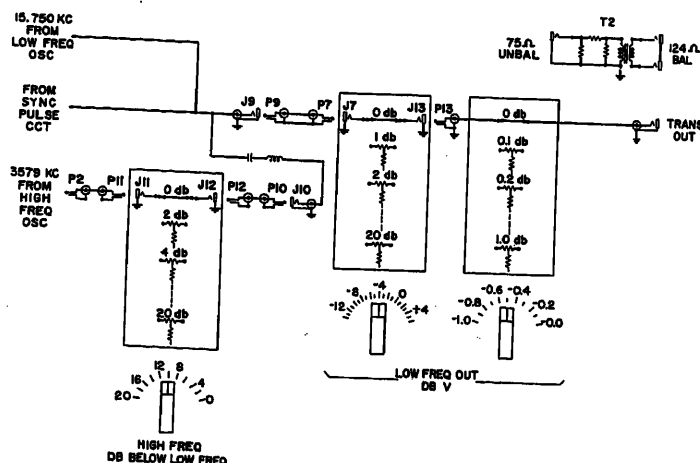 15.750 KC
FROM
LOW FREQ
OSC
T2
75Ω
UNBAL
124Ω
BAL
FROM
SYNC
PULSE
CCT
J9 P9 P7 J7 0 db J13 P13 0 db
TRANS
OUT
1 db 0.1 db
3579 KC
FROM
HIGH
FREQ
OSC
P2 P11 J11 0 db J12 P12 P10 J10
2 db 0.2 db
2 db
4 db
20 db 1.0 db
20 db
-12 -8 -4 0 +4
-1.0 -0.8 -0.6 -0.4 -0.2 -0.0
LOW FREQ OUT
DB V
20 16 12 8 4 0
HIGH FREQ
DB BELOW LOW FREQ